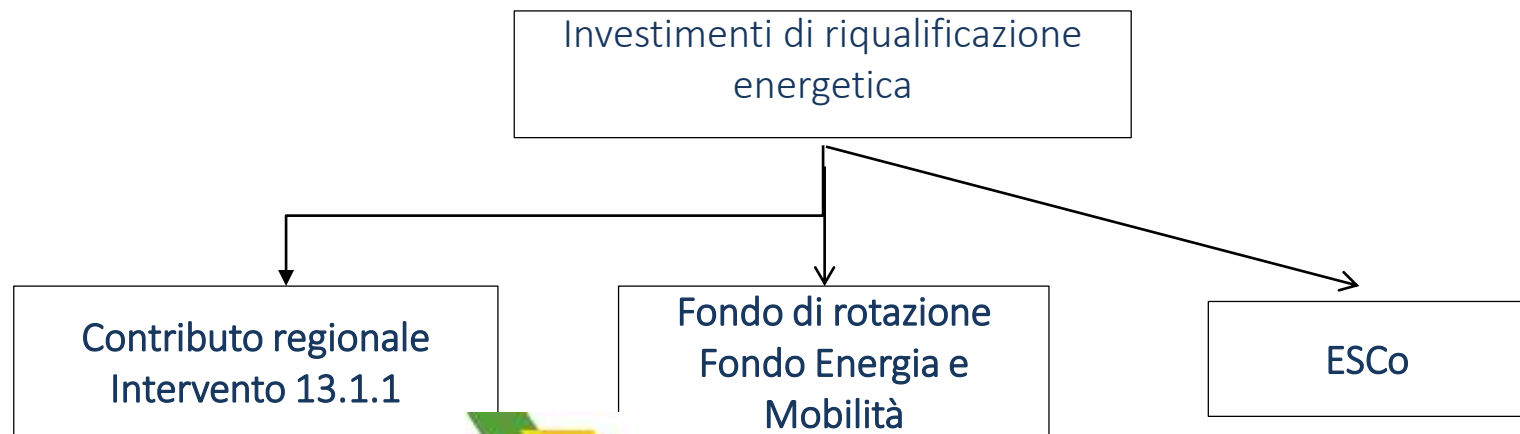 Investimenti di riqualificazione
energetica
Contributo regionale
Intervento 13.1.1
Fondo di rotazione
Fondo Energia e
Mobilità
ESCo